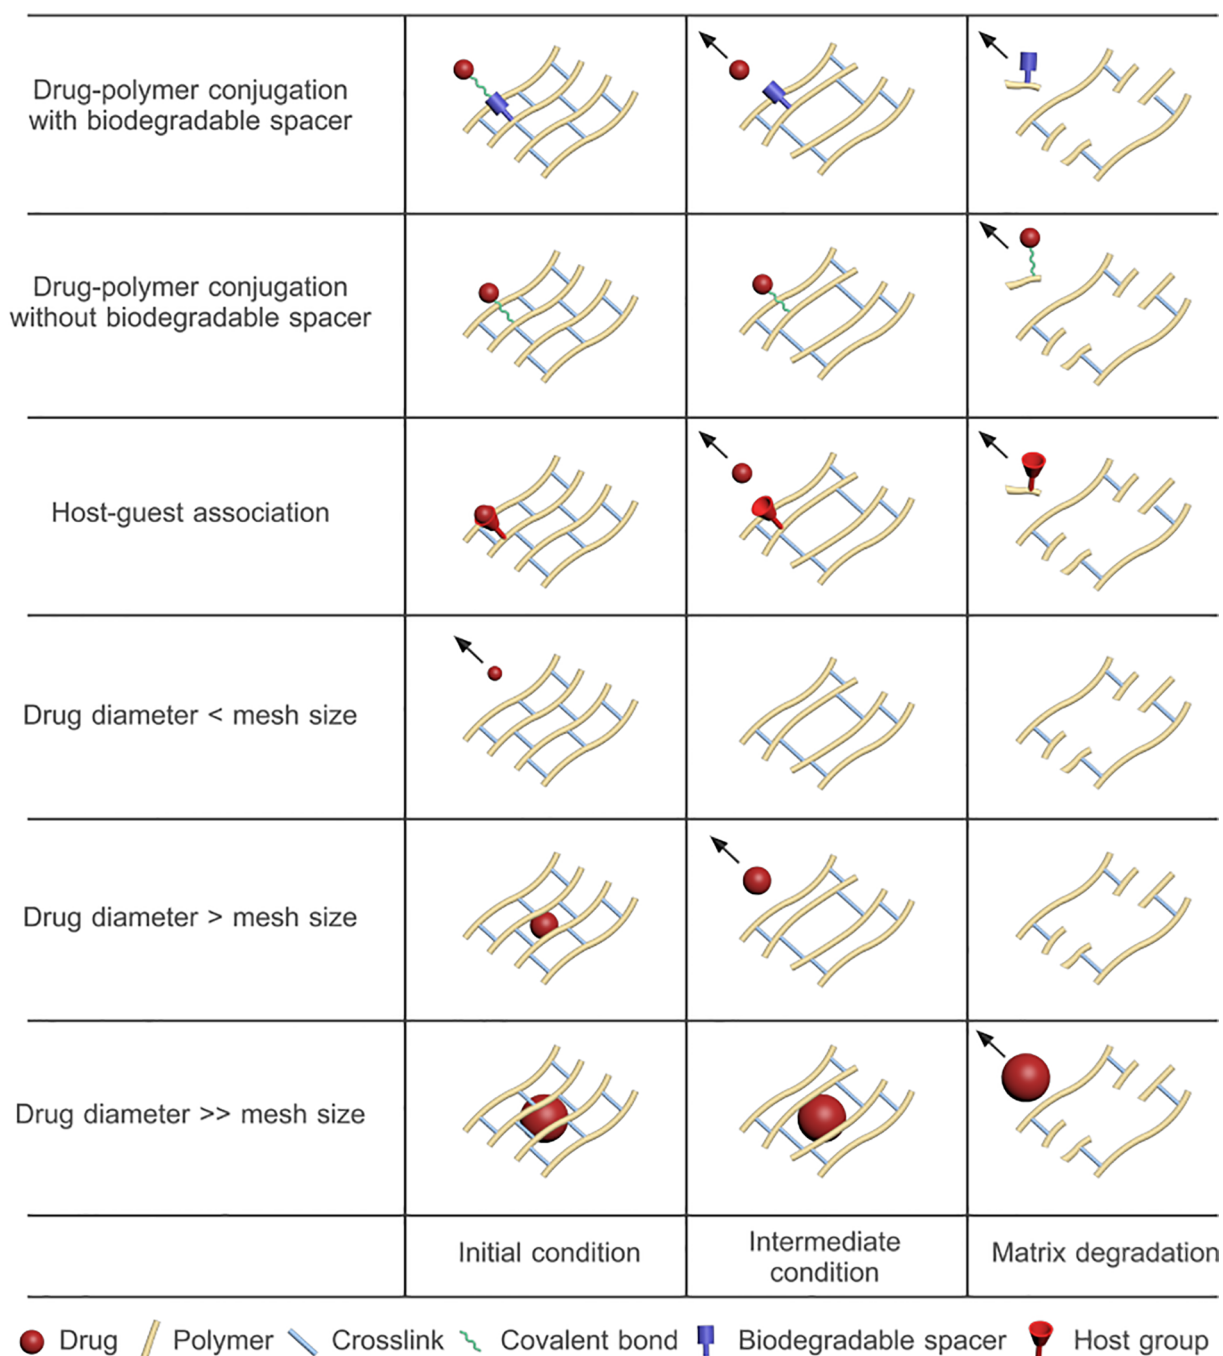 Drug-polymer conjugation
with biodegradable spacer
Drug-polymer conjugation
without biodegradable spacer
Host-guest association
Drug diameter < mesh size
Drug diameter > mesh size
Drug diameter >> mesh size
Initial condition
Intermediate
condition
Matrix degradation
Drug
Polymer
Crosslink
Covalent bond
Biodegradable spacer
Host group